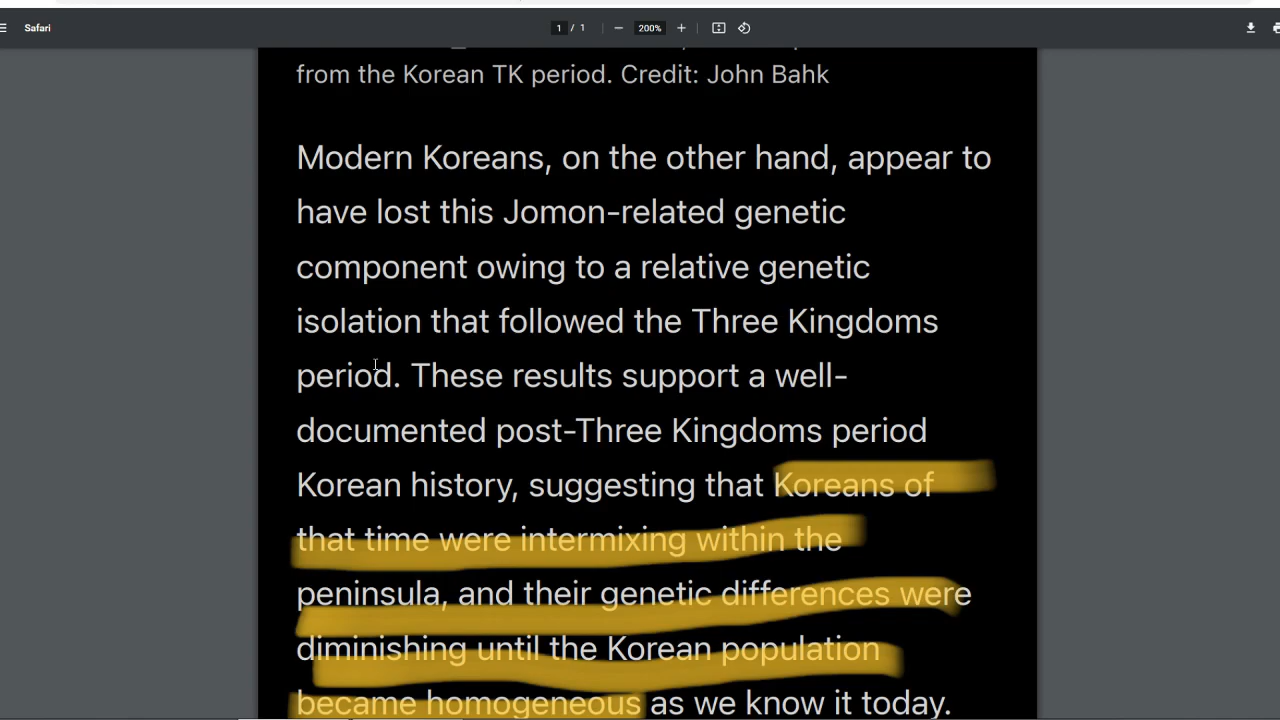 Safari
1 / 1
200%
from the Korean TK period. Credit: John Bahk
Modern Koreans, on the other hand, appear to
have lost this Jomon-related genetic
component owing to a relative genetic
isolation that followed the Three Kingdoms
period. These results support a well-
documented post-Three Kingdoms period
Korean history, suggesting that Koreans of
that time were intermixing within the
peninsula, and their genetic differences were
diminishing until the Korean population
became homogeneous as we know it today.